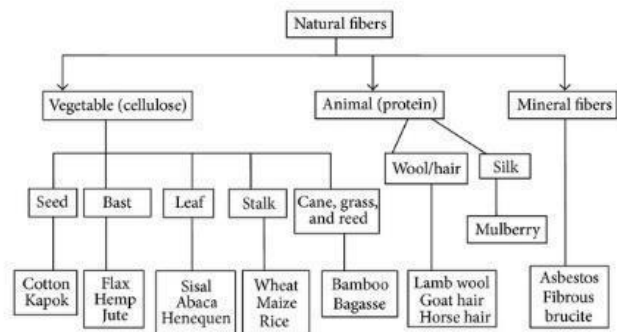 Natural fibers
Vegetable (cellulose)
Animal (protein)
Mineral fibers
Wool/hair
Silk
Seed
Bast
Leaf
Stalk
Cane, grass,
and reed
Mulberry
Cotton
Kapok
Flax
Hemp
Jute
Sisal
Abaca
Henequen
Wheat
Maize
Rice
Bamboo
Bagasse
Lamb wool
Goat hair
Horse hair
Asbestos
Fibrous
brucite